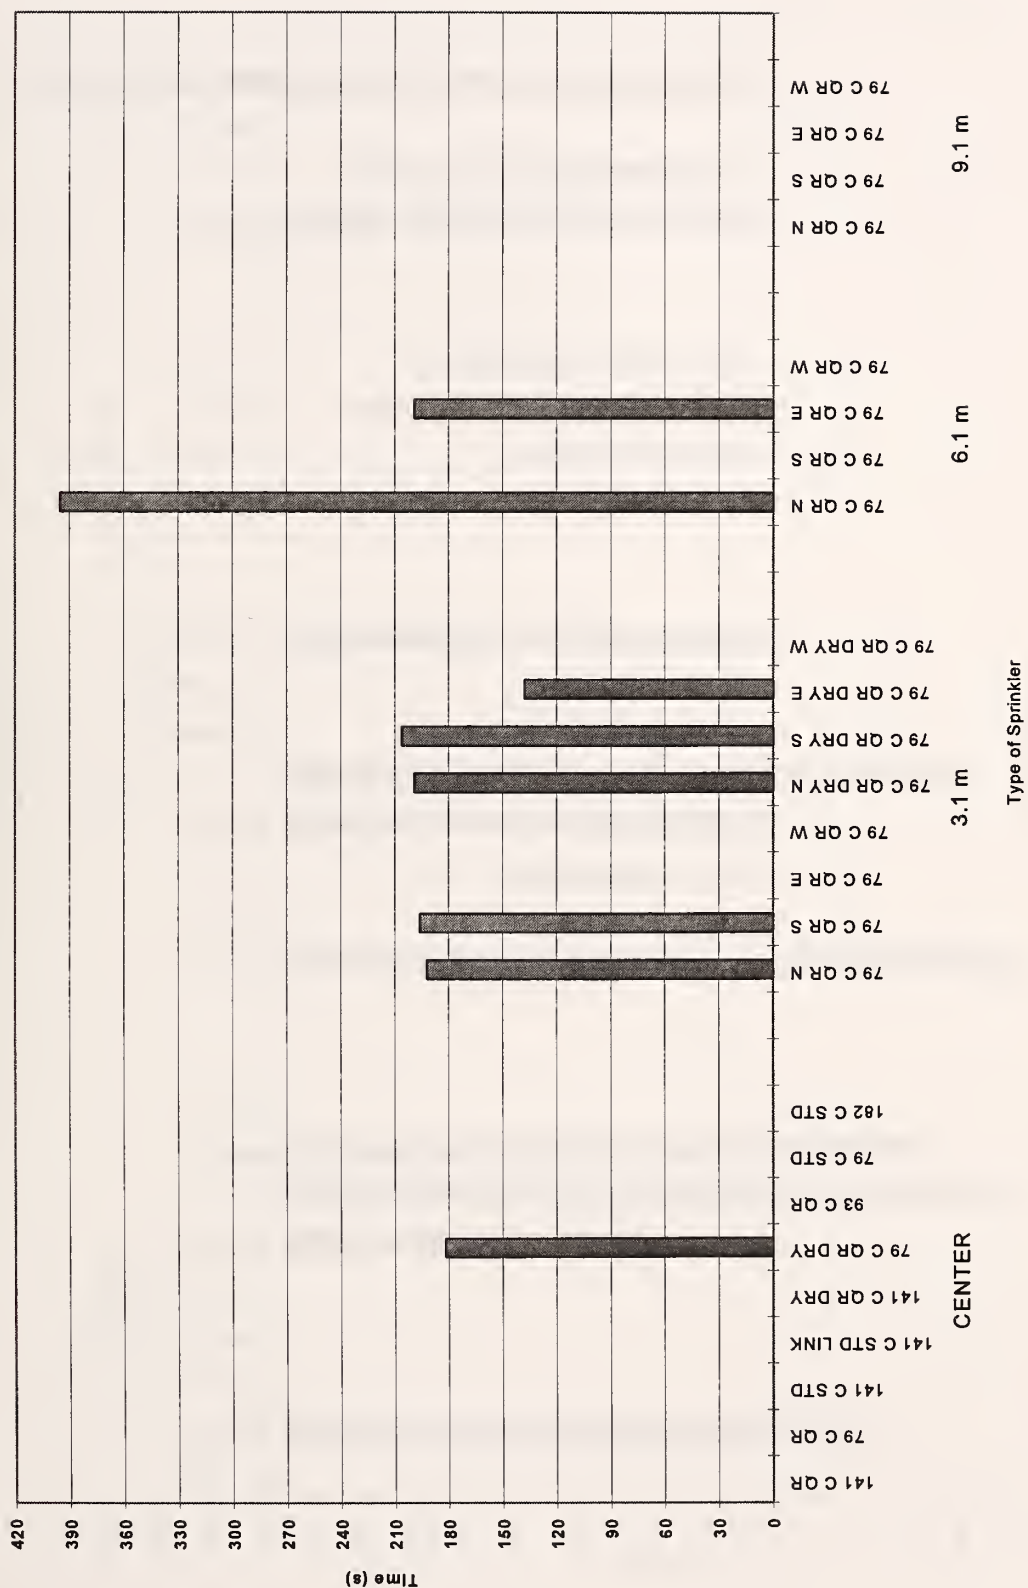 Time (s)
420
390
360
330
300
270
240
210
180
150
120
90
60
30
0
141 C QR
79 C QR
141 C STD
141 C STD LINK
141 C QR DRY
79 C QR DRY
93 C QR
79 C STD
182 C STD
79 C QR N
79 C QR S
79 C QR E
79 C QR W
79 C QR DRY N
79 C QR DRY S
79 C QR DRY E
79 C QR DRY W
79 C QR N
79 C QR S
79 C QR E
79 C QR W
79 C QR N
79 C QR S
79 C QR E
79 C QR W
CENTER
3.1 m
6.1 m
9.1 m
Type of Sprinkler